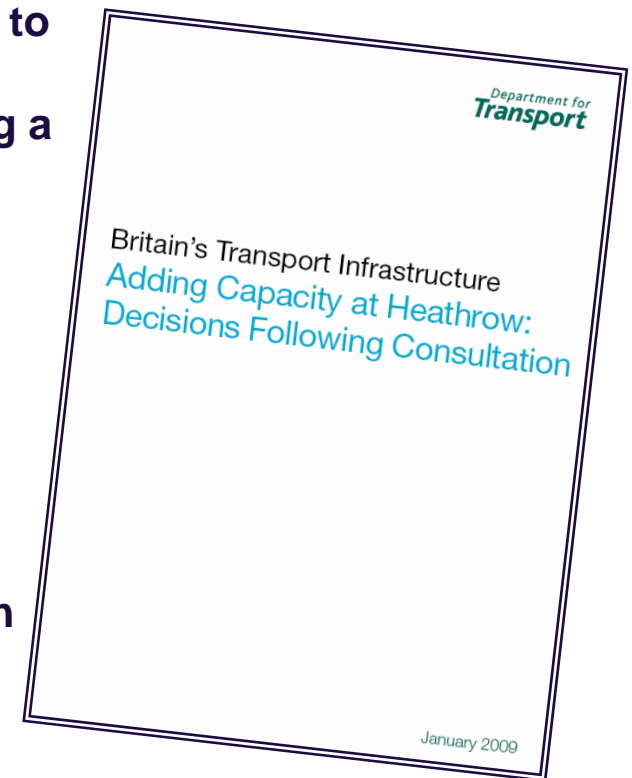 to
g a
Department for
Transport
Britain's Transport Infrastructure
Adding Capacity at Heathrow:
Decisions Following Consultation
January 2009